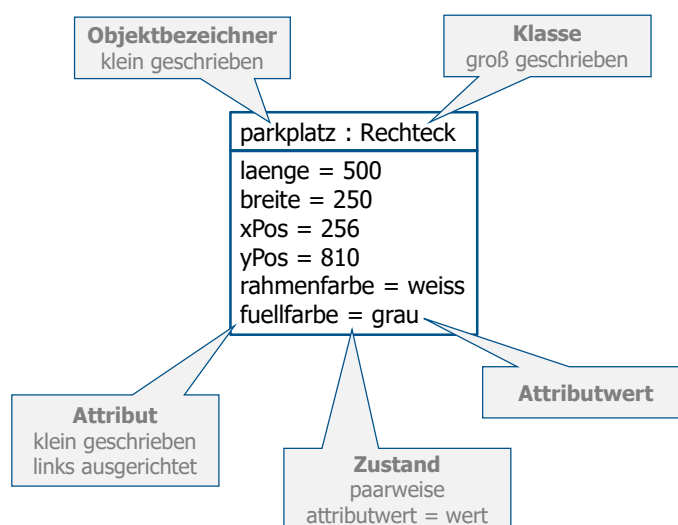 Objektbezeichner
klein geschrieben
Klasse
groß geschrieben
parkplatz : Rechteck
laenge = 500
breite = 250
xPos = 256
yPos = 810
rahmenfarbe = weiss
fuellfarbe = grau
Attributwert
Attribut
klein geschrieben
links ausgerichtet
Zustand
paarweise
attributwert = wert